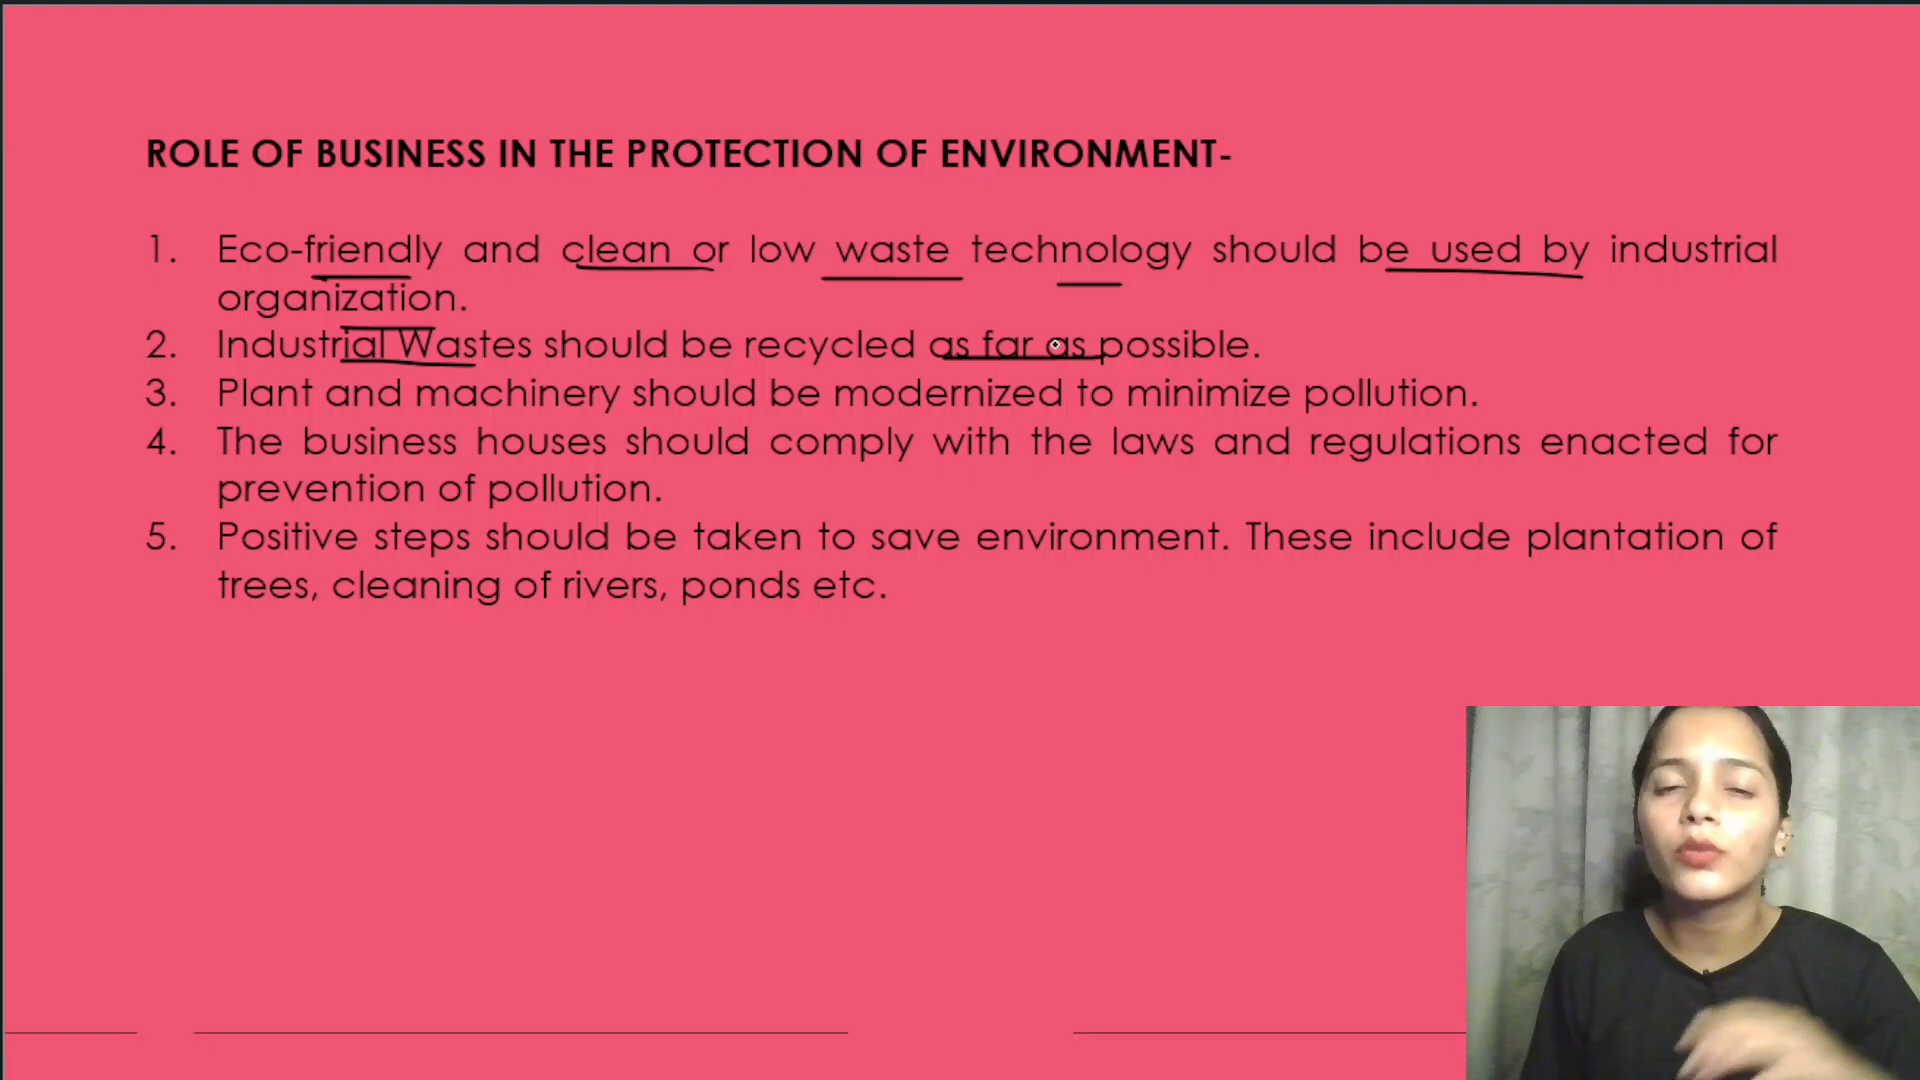 ROLE OF BUSINESS IN THE PROTECTION OF ENVIRONMENT-
1. Eco-friendly and clean or low waste technology should be used by industrial
organization.
2. Industrial Wastes should be recycled as far as possible.
3. Plant and machinery should be modernized to minimize pollution.
4. The business houses should comply with the laws and regulations enacted for
prevention of pollution.
5. Positive steps should be taken to save environment. These include plantation of
trees, cleaning of rivers, ponds etc.